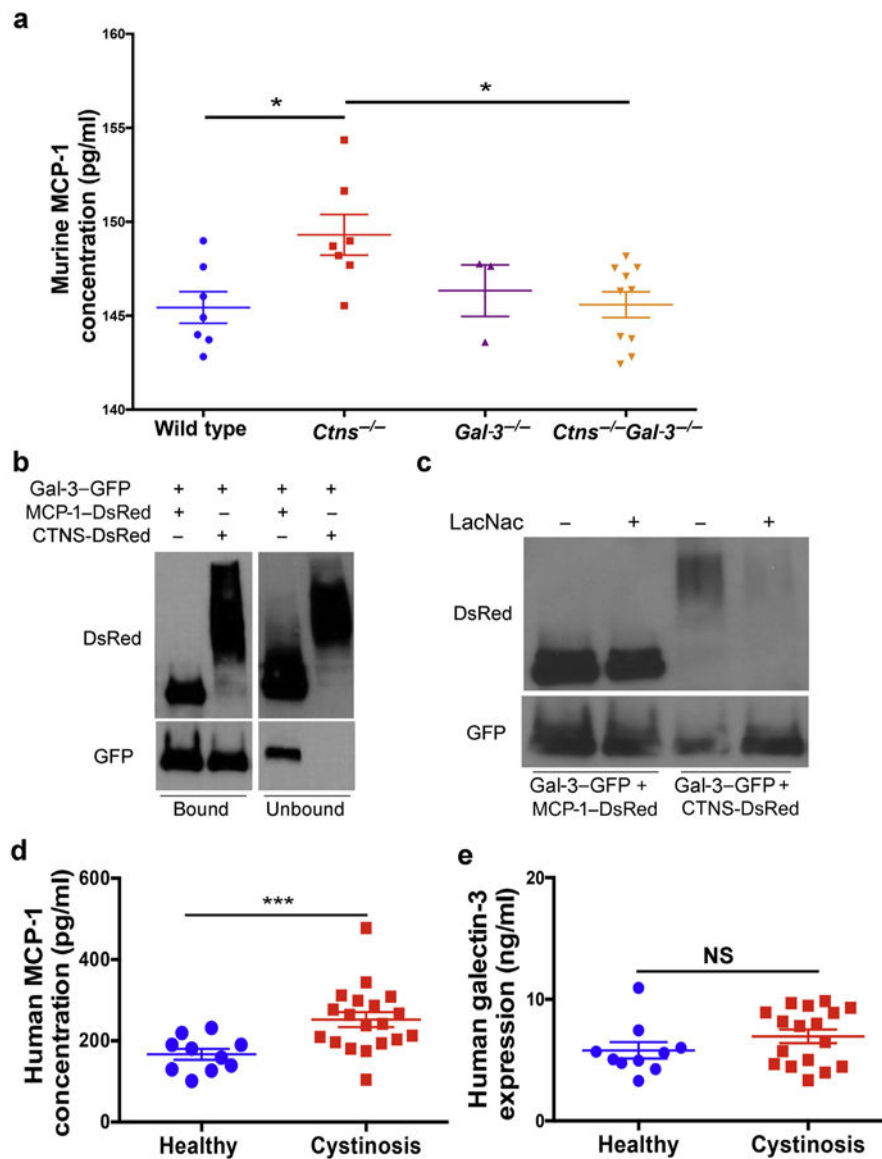 a
160
155
150
145
140
Murine MCP-1
concentration (pg/ml)
*
*
Wild type
Ctns–/–
Gal-3–/–
Ctns–/–Gal-3–/–
b
Gal-3–GFP + + + +
MCP-1–DsRed + – + –
CTNS-DsRed – + – +
DsRed
GFP
Bound
Unbound
c
LacNac – + – +
DsRed
GFP
Gal-3–GFP +
MCP-1–DsRed
Gal-3–GFP +
CTNS-DsRed
d
600
400
200
0
Human MCP-1
concentration (pg/ml)
***
Healthy
Cystinosis
e
20
10
0
Human galectin-3
expression (ng/ml)
NS
Healthy
Cystinosis